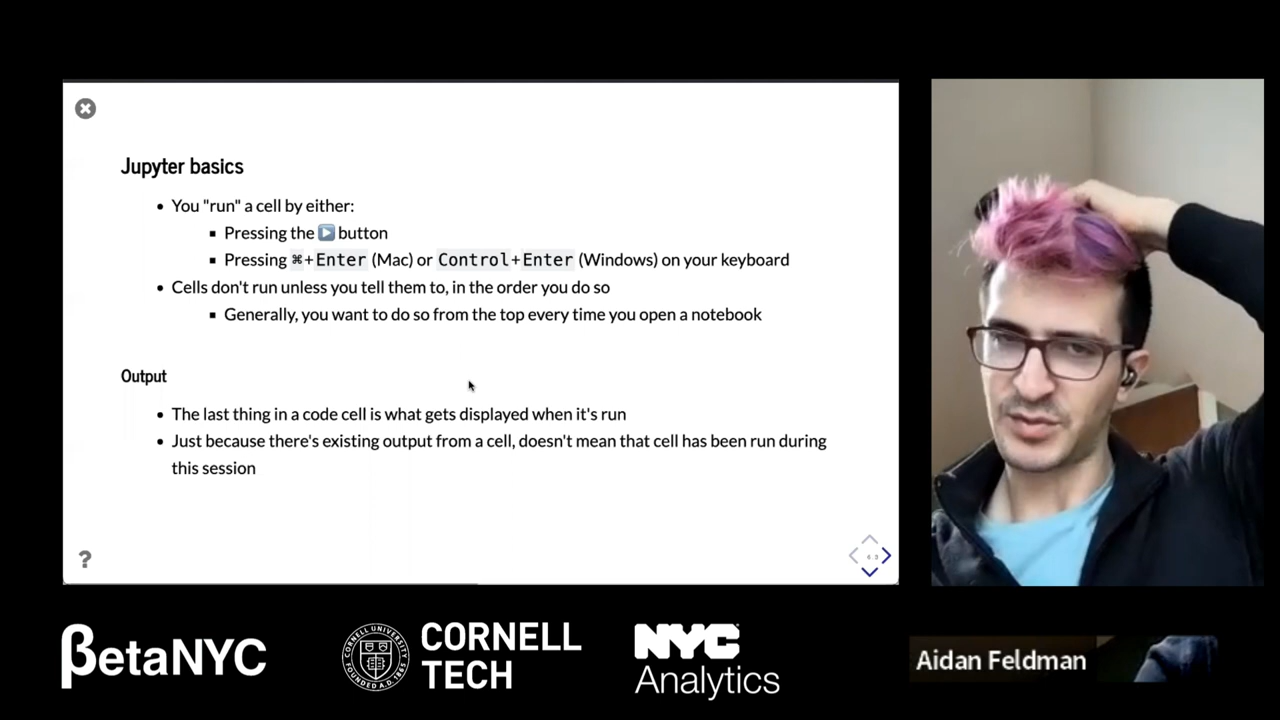 Jupyter basics
• You "run" a cell by either:
▪ Pressing the ▶ button
▪ Pressing ⌘+Enter (Mac) or Control+Enter (Windows) on your keyboard
• Cells don't run unless you tell them to, in the order you do so
▪ Generally, you want to do so from the top every time you open a notebook
Output
• The last thing in a code cell is what gets displayed when it's run
• Just because there's existing output from a cell, doesn't mean that cell has been run during
this session
?
βetaNYC
CORNELL UNIVERSITY
FOUNDED A.D. 1865
CORNELL
TECH
NYC
Analytics
Aidan Feldman